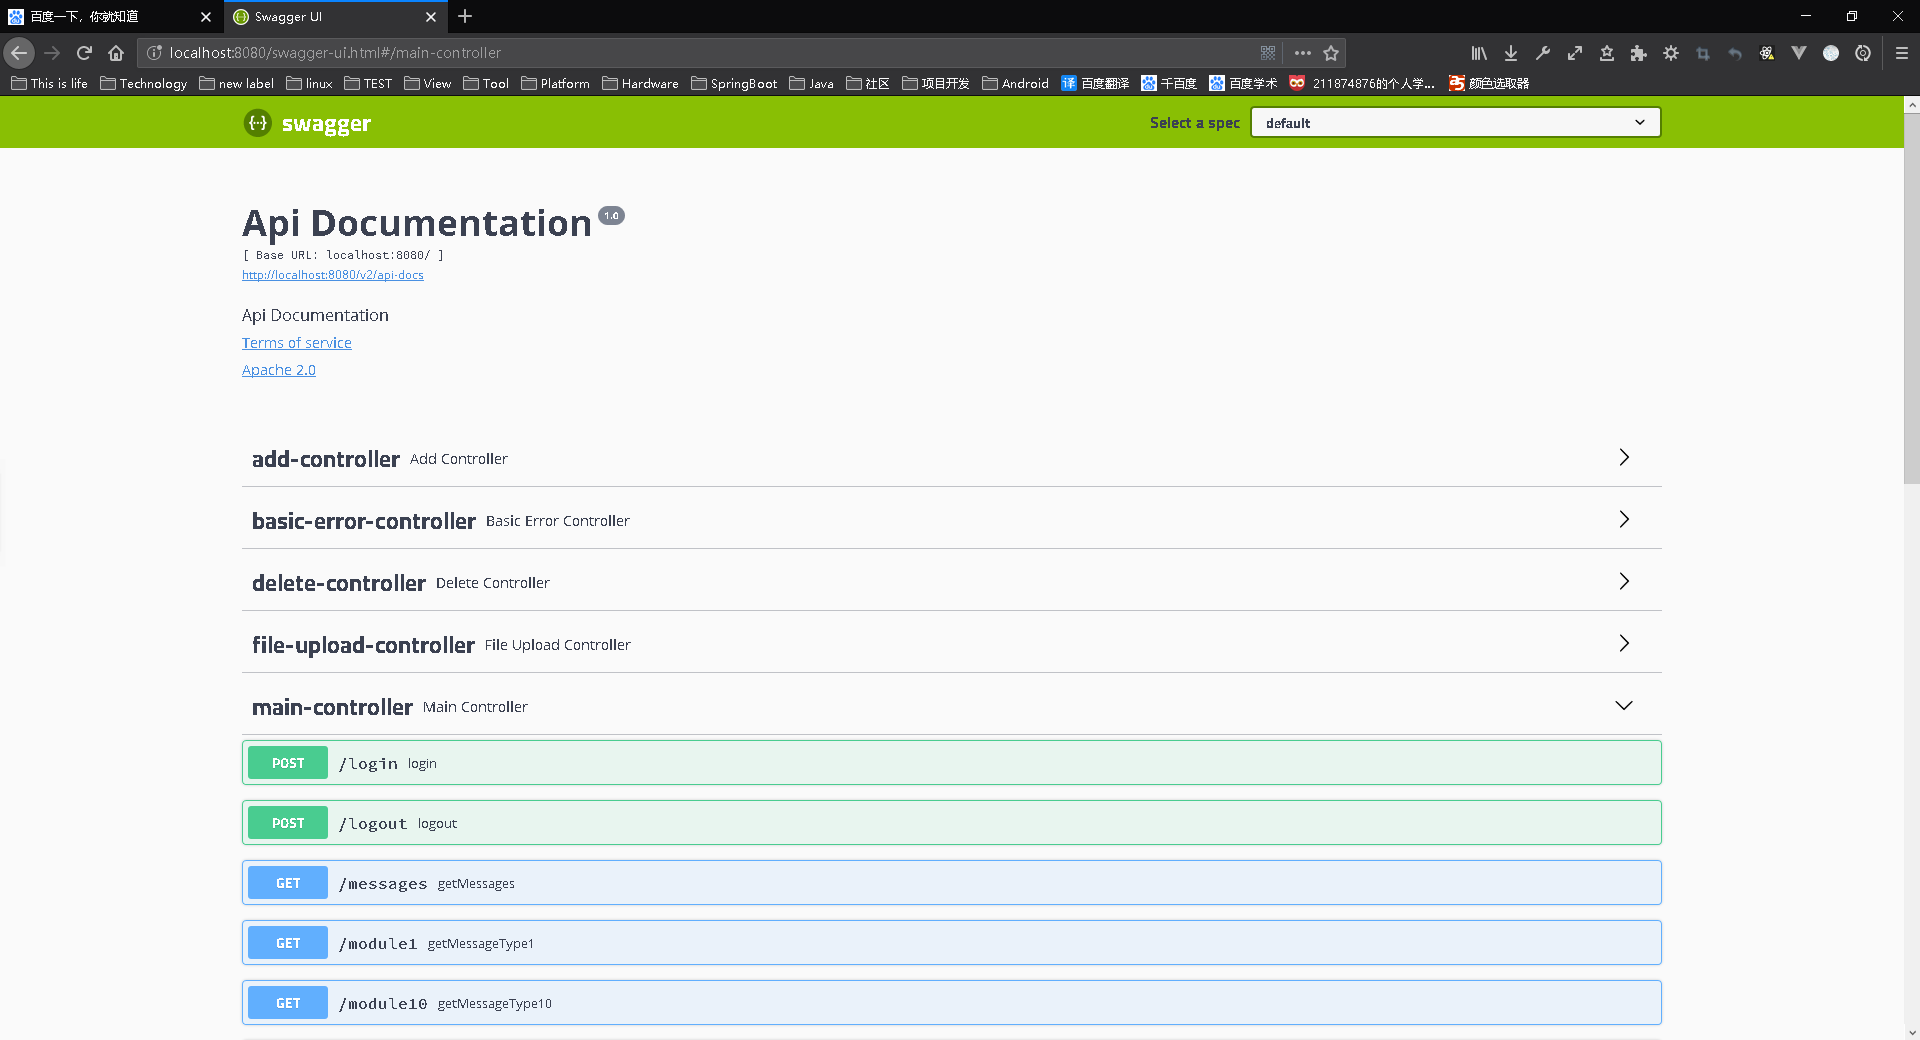 百度一下，你就知道
Swagger UI
localhost:8080/swagger-ui.html#/main-controller
This is life Technology new label linux TEST View Tool Platform Hardware SpringBoot Java 社区 项目开发 Android 译 百度翻译 千百度 百度学术 211874876的个人学... 颜色选取器
{···} swagger
Select a spec default
Api Documentation 1.0
[ Base URL: localhost:8080/ ]
http://localhost:8080/v2/api-docs
Api Documentation
Terms of service
Apache 2.0
add-controller Add Controller
basic-error-controller Basic Error Controller
delete-controller Delete Controller
file-upload-controller File Upload Controller
main-controller Main Controller
POST /login login
POST /logout logout
GET /messages getMessages
GET /module1 getMessageType1
GET /module10 getMessageType10